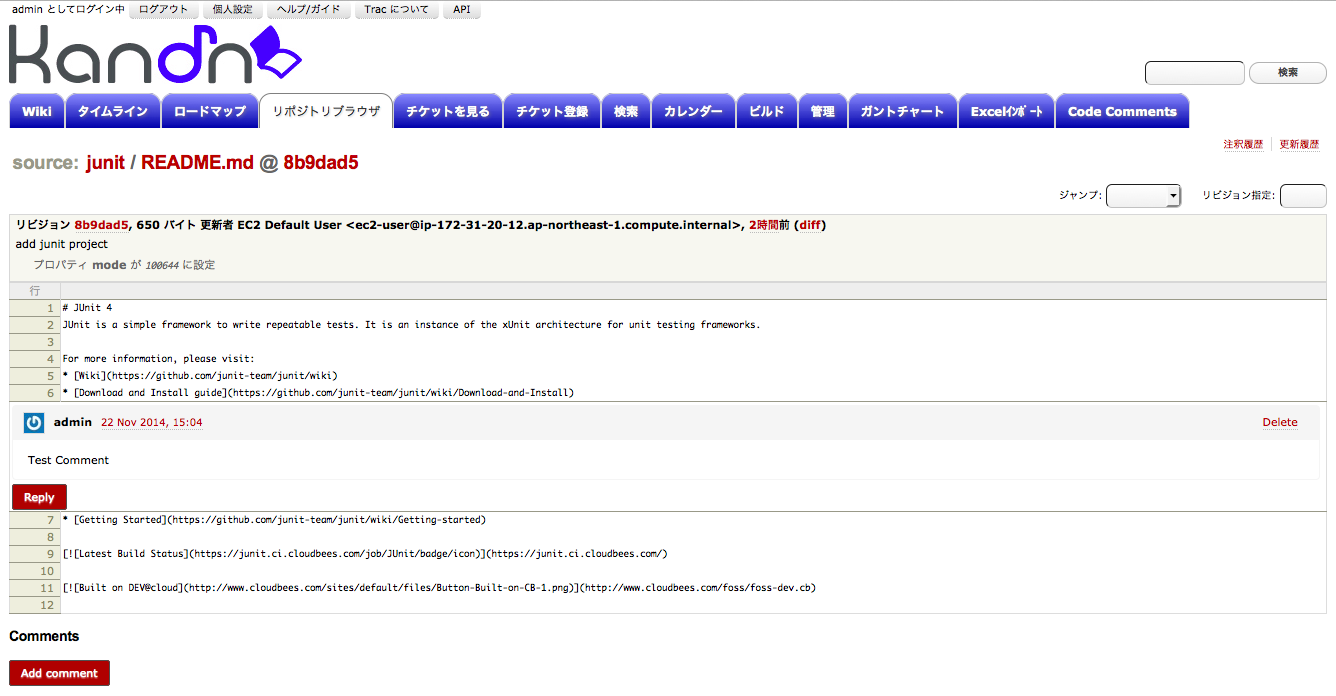 admin としてログイン中 ログアウト 個人設定 ヘルプ/ガイド Trac について API
Kanon
検索
Wiki タイムライン ロードマップ リポジトリブラウザ チケットを見る チケット登録 検索 カレンダー ビルド 管理 ガントチャート Excelｲﾝﾎﾟｰﾄ Code Comments
注釈履歴 更新履歴
source: junit / README.md @ 8b9dad5
ジャンプ: リビジョン指定:
リビジョン 8b9dad5, 650 バイト 更新者 EC2 Default User <ec2-user@ip-172-31-20-12.ap-northeast-1.compute.internal>, 2時間前 (diff)
add junit project
プロパティ mode が 100644 に設定
行
1 # JUnit 4
2 JUnit is a simple framework to write repeatable tests. It is an instance of the xUnit architecture for unit testing frameworks.
3
4 For more information, please visit:
5 * [Wiki](https://github.com/junit-team/junit/wiki)
6 * [Download and Install guide](https://github.com/junit-team/junit/wiki/Download-and-Install)
admin 22 Nov 2014, 15:04 Delete
Test Comment
Reply
7 * [Getting Started](https://github.com/junit-team/junit/wiki/Getting-started)
8
9 [![Latest Build Status](https://junit.ci.cloudbees.com/job/JUnit/badge/icon)](https://junit.ci.cloudbees.com/)
10
11 [![Built on DEV@cloud](http://www.cloudbees.com/sites/default/files/Button-Built-on-CB-1.png)](http://www.cloudbees.com/foss/foss-dev.cb)
12
Comments
Add comment